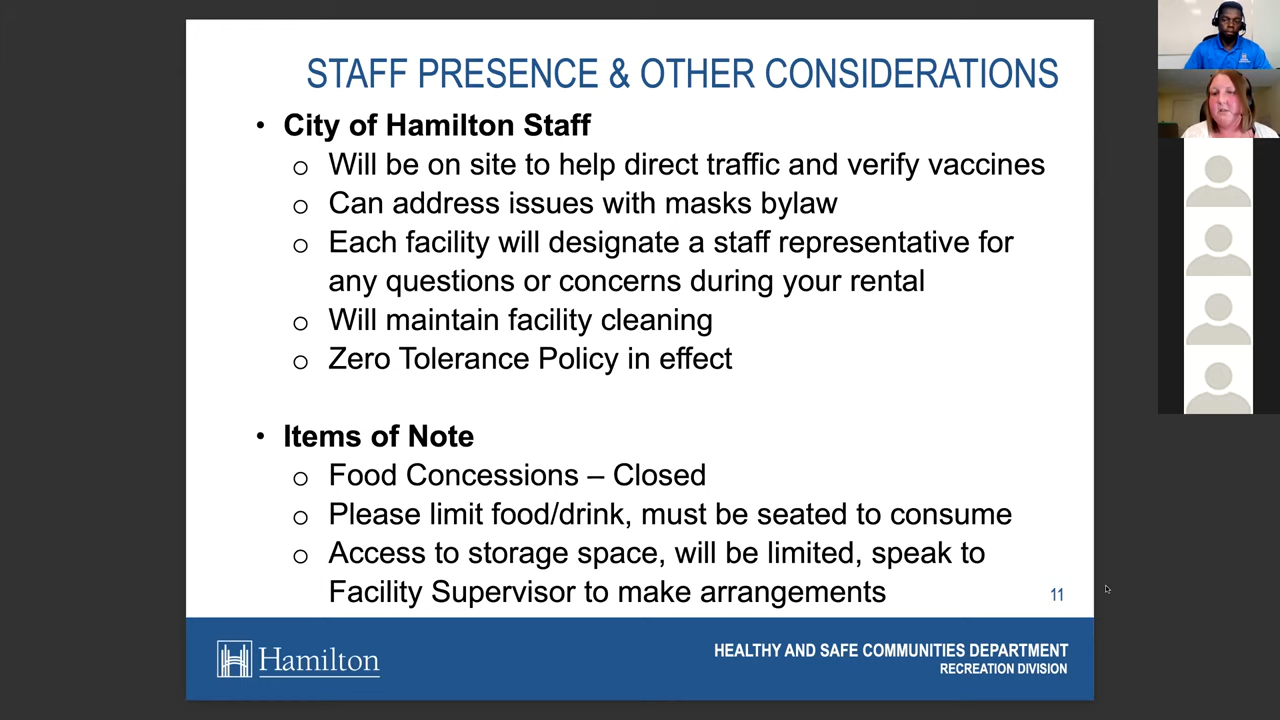 STAFF PRESENCE & OTHER CONSIDERATIONS
• City of Hamilton Staff
o Will be on site to help direct traffic and verify vaccines
o Can address issues with masks bylaw
o Each facility will designate a staff representative for
any questions or concerns during your rental
o Will maintain facility cleaning
o Zero Tolerance Policy in effect
• Items of Note
o Food Concessions – Closed
o Please limit food/drink, must be seated to consume
o Access to storage space, will be limited, speak to
Facility Supervisor to make arrangements
11
Hamilton
HEALTHY AND SAFE COMMUNITIES DEPARTMENT
RECREATION DIVISION